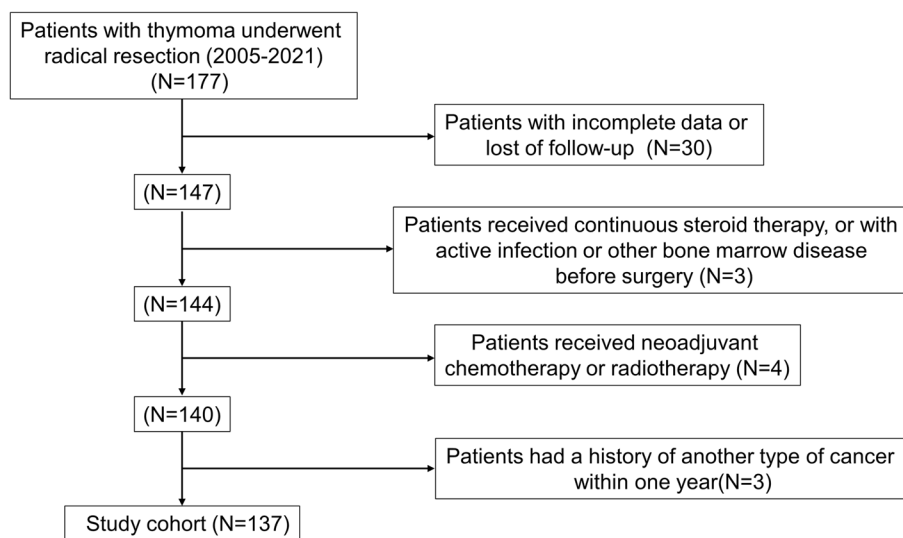 Patients with thymoma underwent
radical resection (2005-2021)
(N=177)
Patients with incomplete data or
lost of follow-up (N=30)
(N=147)
Patients received continuous steroid therapy, or with
active infection or other bone marrow disease
before surgery (N=3)
(N=144)
Patients received neoadjuvant
chemotherapy or radiotherapy (N=4)
(N=140)
Patients had a history of another type of cancer
within one year(N=3)
Study cohort (N=137)